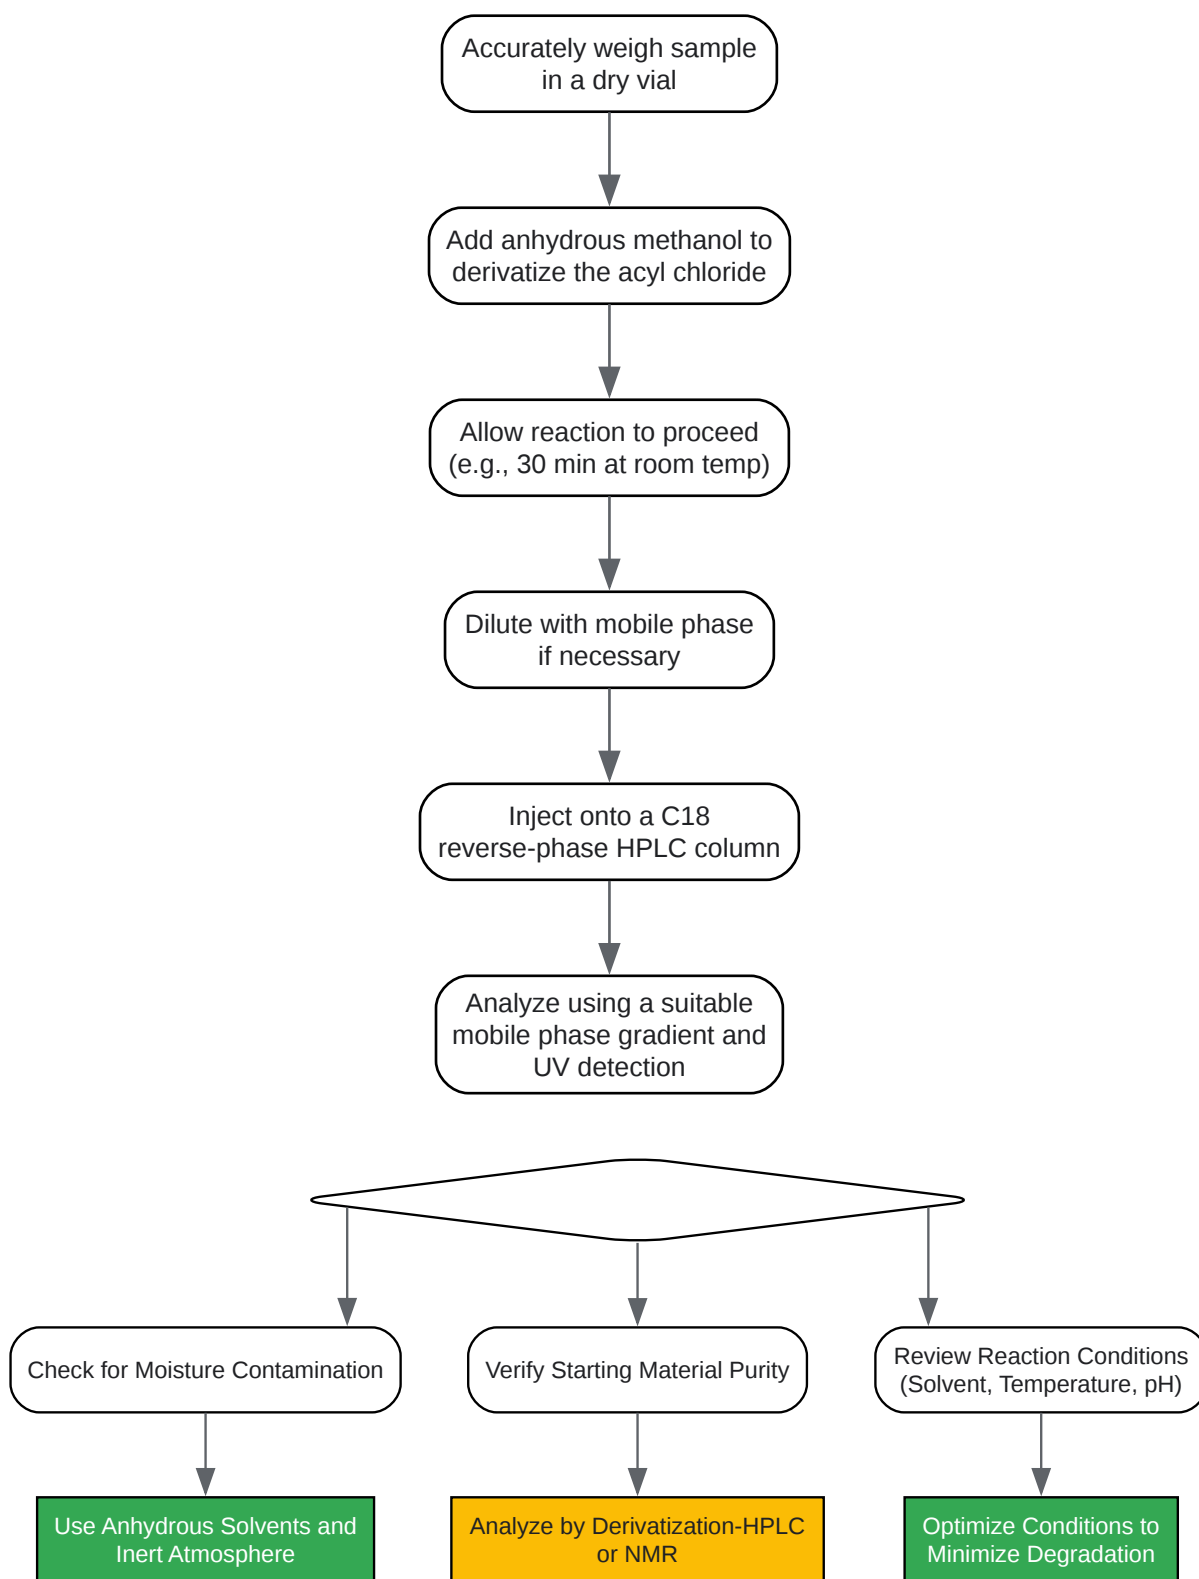 Accurately weigh sample
in a dry vial
Add anhydrous methanol to
derivatize the acyl chloride
Allow reaction to proceed
(e.g., 30 min at room temp)
Dilute with mobile phase
if necessary
Inject onto a C18
reverse-phase HPLC column
Analyze using a suitable
mobile phase gradient and
UV detection
Check for Moisture Contamination
Verify Starting Material Purity
Review Reaction Conditions
(Solvent, Temperature, pH)
Use Anhydrous Solvents and
Inert Atmosphere
Analyze by Derivatization-HPLC
or NMR
Optimize Conditions to
Minimize Degradation